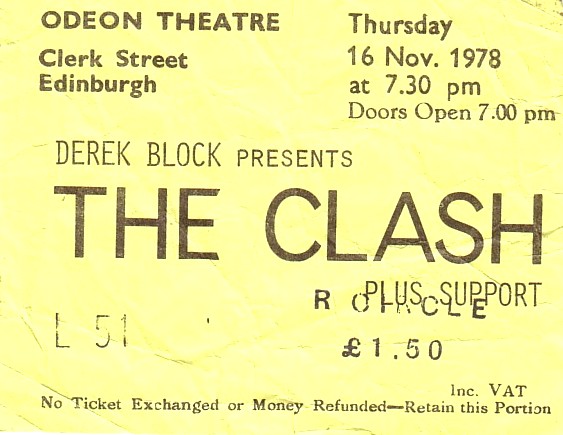 ODEON THEATRE
Clerk Street
Edinburgh
Thursday
16 Nov. 1978
at 7.30 pm
Doors Open 7.00 pm
DEREK BLOCK PRESENTS
THE CLASH
PLUS SUPPORT
R
L 51
£1.50
Inc. VAT
No Ticket Exchanged or Money Refunded—Retain this Portion